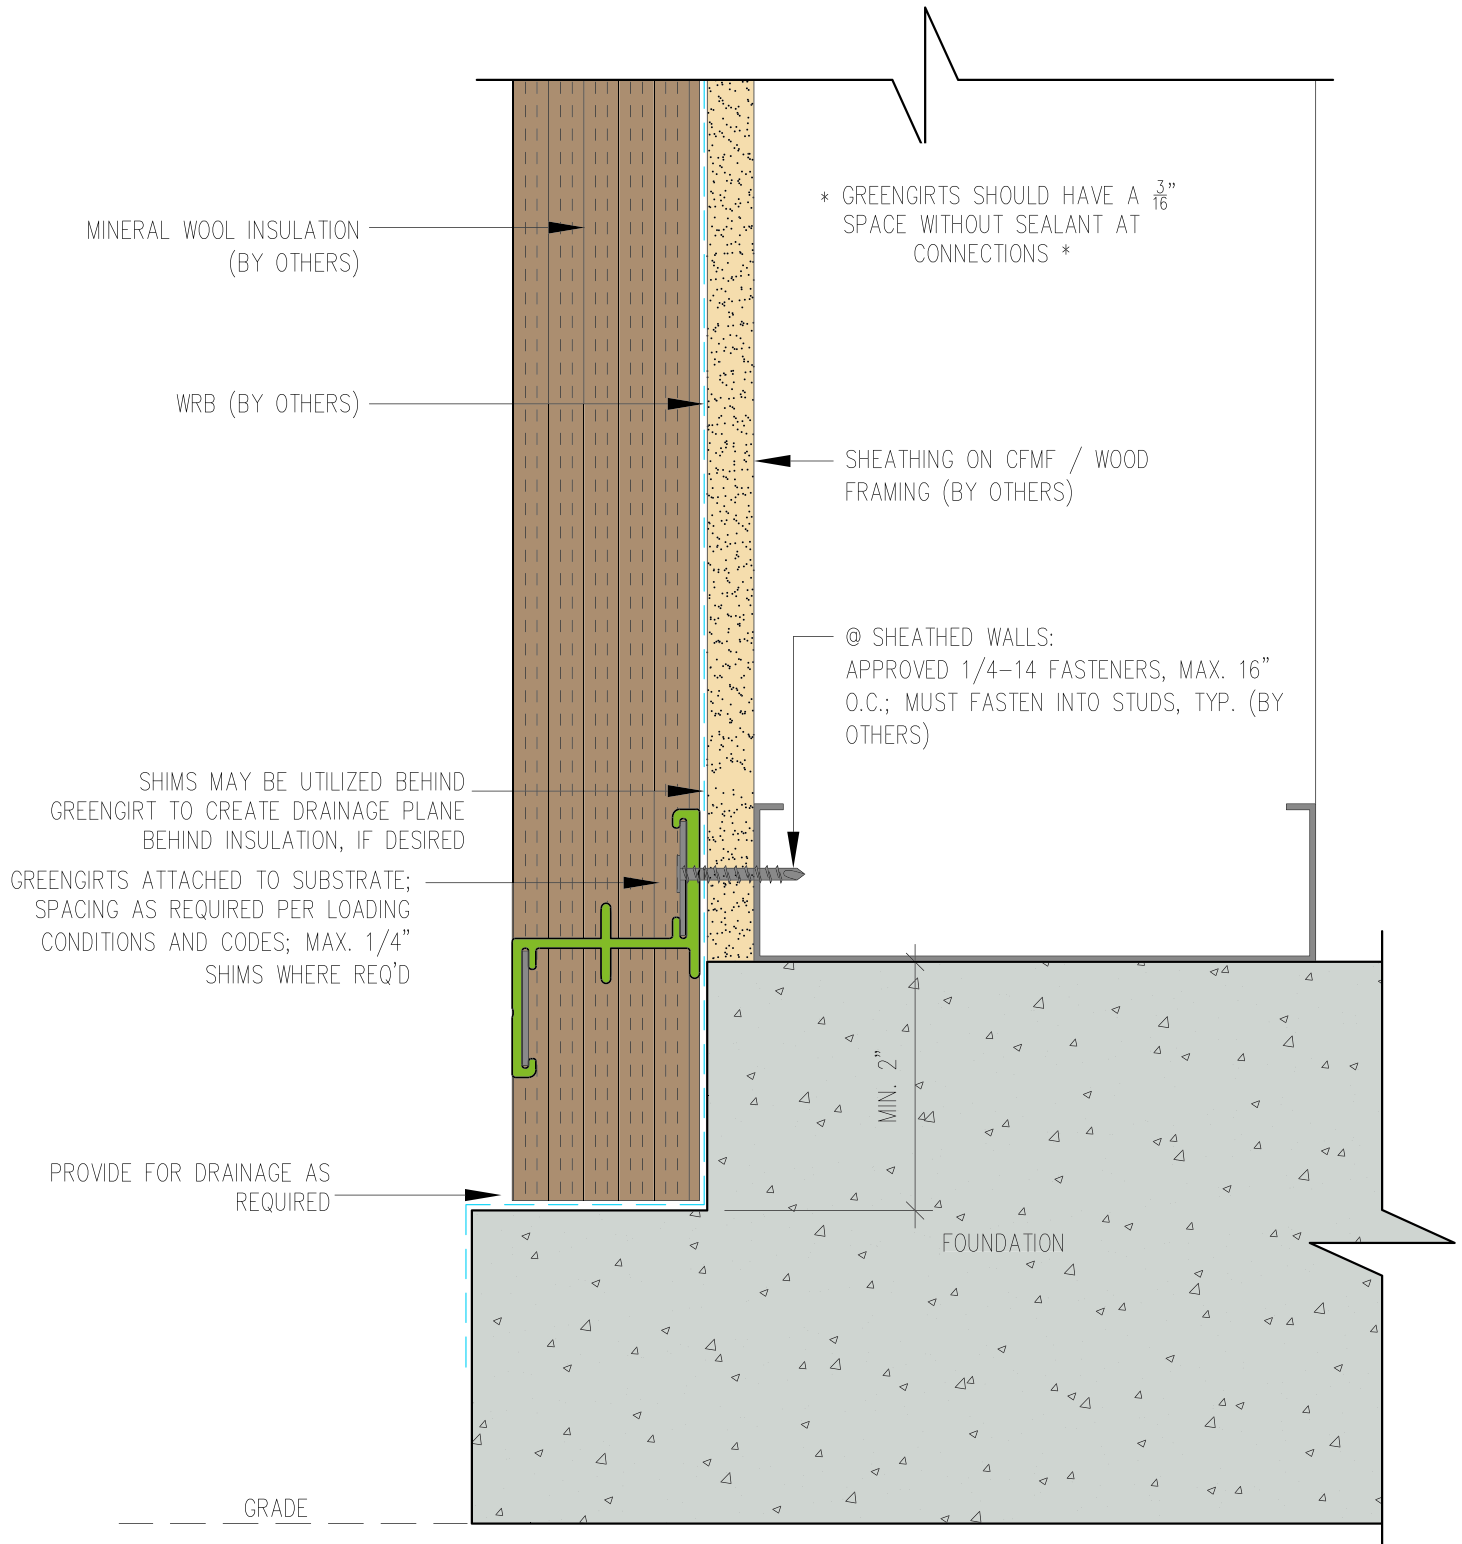 * GREENGIRTS SHOULD HAVE A 3/16"
SPACE WITHOUT SEALANT AT
CONNECTIONS *
MINERAL WOOL INSULATION
(BY OTHERS)
WRB (BY OTHERS)
SHEATHING ON CFMF / WOOD
FRAMING (BY OTHERS)
@ SHEATHED WALLS:
APPROVED 1/4-14 FASTENERS, MAX. 16"
O.C.; MUST FASTEN INTO STUDS, TYP. (BY
OTHERS)
SHIMS MAY BE UTILIZED BEHIND
GREENGIRT TO CREATE DRAINAGE PLANE
BEHIND INSULATION, IF DESIRED
GREENGIRTS ATTACHED TO SUBSTRATE;
SPACING AS REQUIRED PER LOADING
CONDITIONS AND CODES; MAX. 1/4"
SHIMS WHERE REQ'D
MIN. 2"
PROVIDE FOR DRAINAGE AS
REQUIRED
FOUNDATION
GRADE